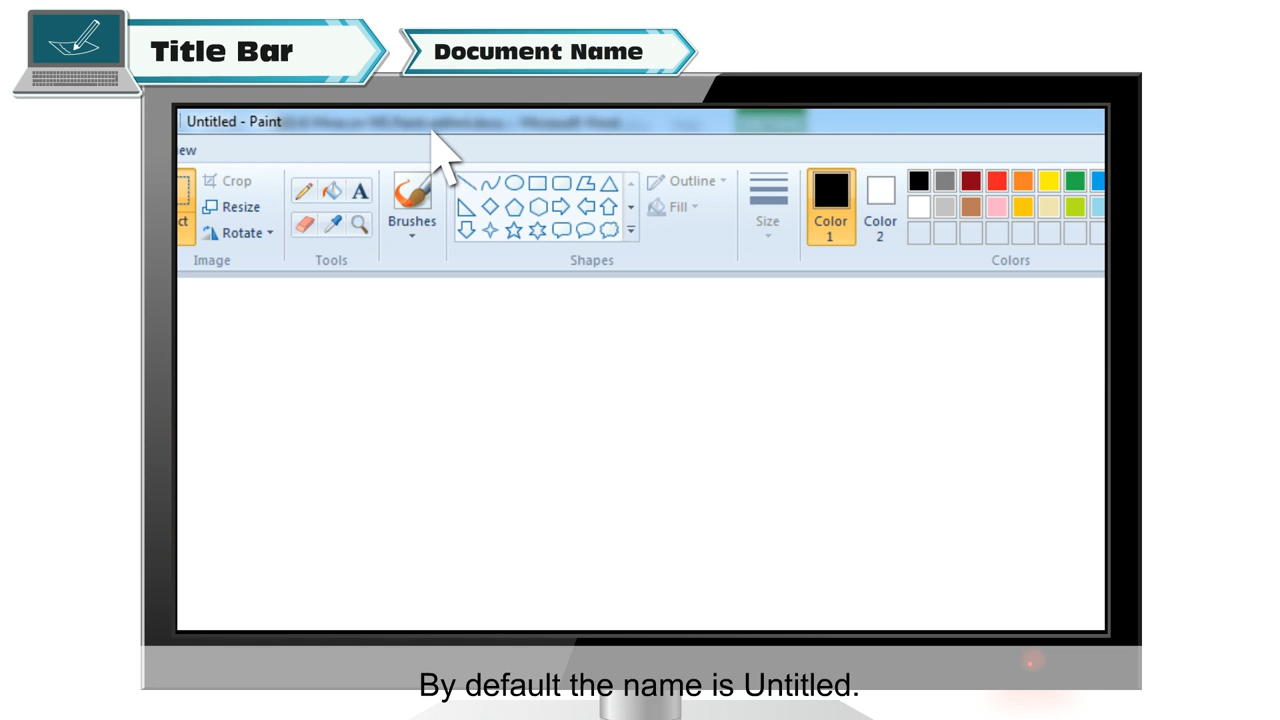 Title Bar
Document Name
Untitled - Paint
ew
Crop
Resize
Rotate
ct
Image
A
Tools
Brushes
Outline
Fill
Shapes
Size
Color
1
Color
2
Colors
By default the name is Untitled.